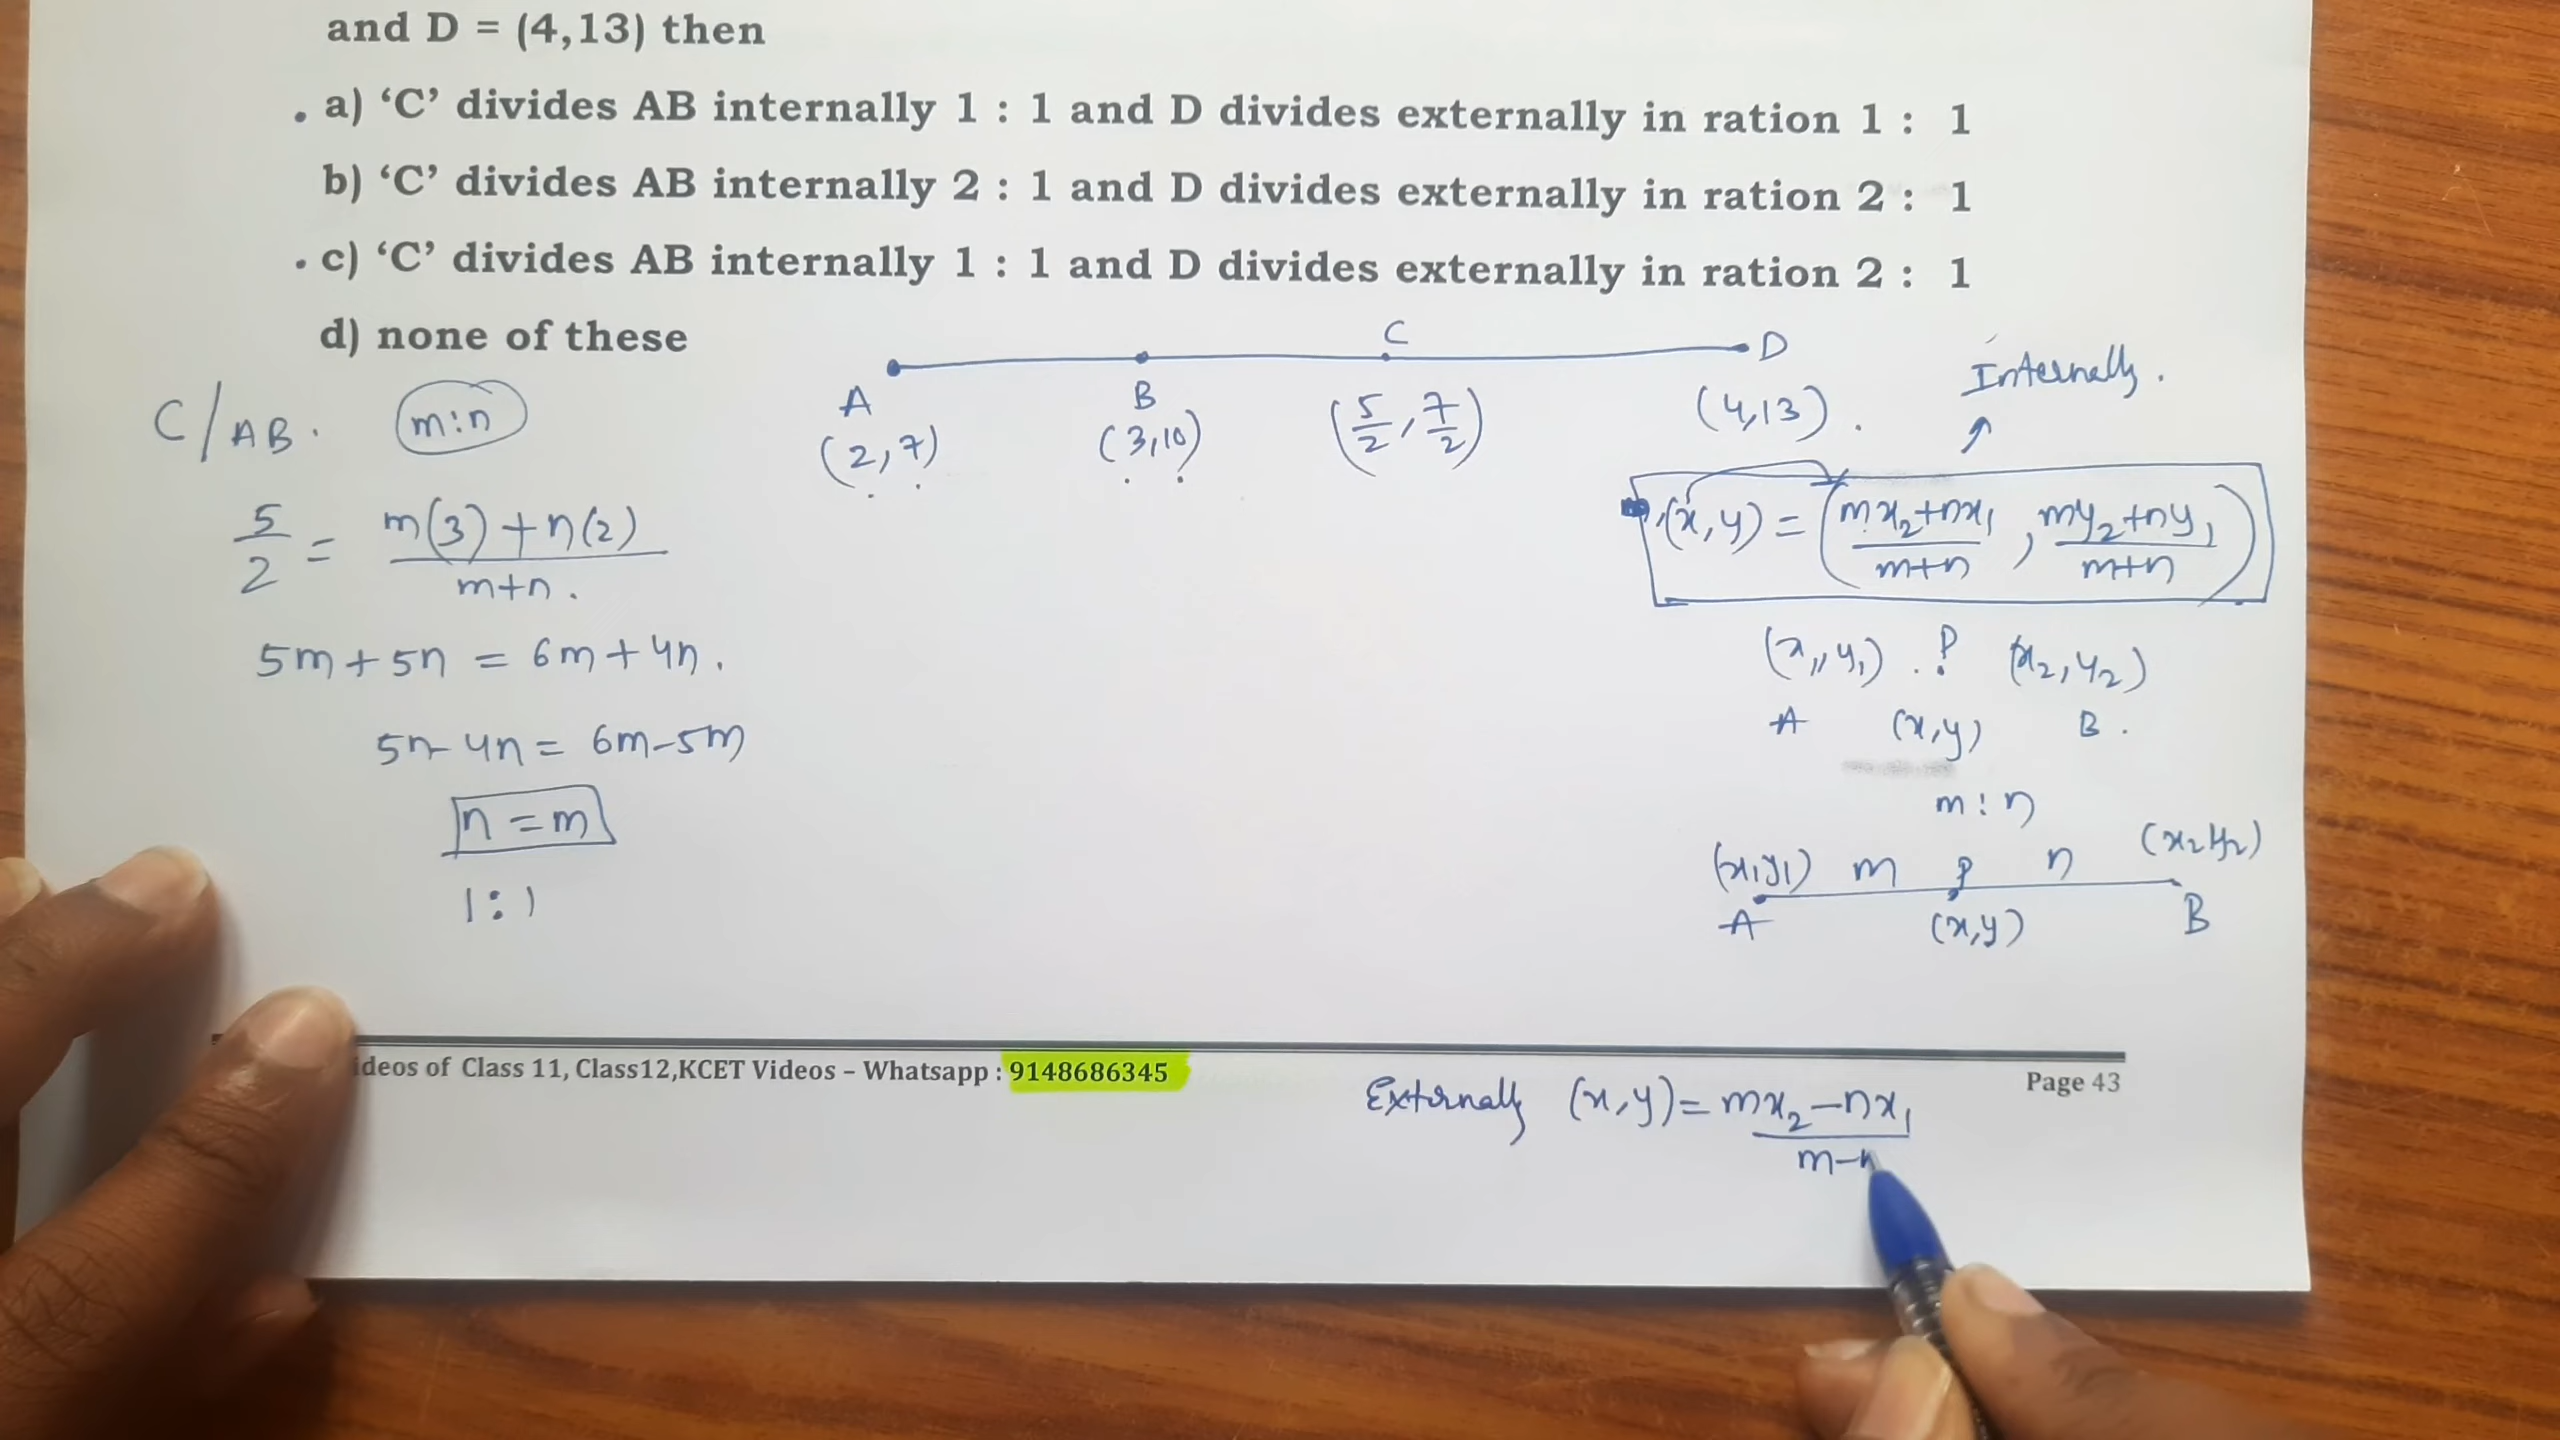 and D = (4,13) then
. a) ‘C’ divides AB internally 1 : 1 and D divides externally in ration 1 : 1
b) ‘C’ divides AB internally 2 : 1 and D divides externally in ration 2 : 1
. c) ‘C’ divides AB internally 1 : 1 and D divides externally in ration 2 : 1
d) none of these
C/AB. m:n
A B C D
(2,7) (3,10) (5/2, 7/2) (4,13).
Internally.
5/2 = m(3)+n(2) / m+n.
(x,y) = (mx₂+nx₁ / m+n , my₂+ny₁ / m+n)
5m+5n = 6m+4n.
(x₁,y₁) . P (x₂,y₂)
A (x,y) B .
5n-4n = 6m-5m
m:n
n=m
(x₁y₁) m P n (x₂y₂)
A (x,y) B
1:1
ideos of Class 11, Class12,KCET Videos – Whatsapp : 9148686345
Page 43
Externally (x,y)= mx₂-nx₁ / m-n